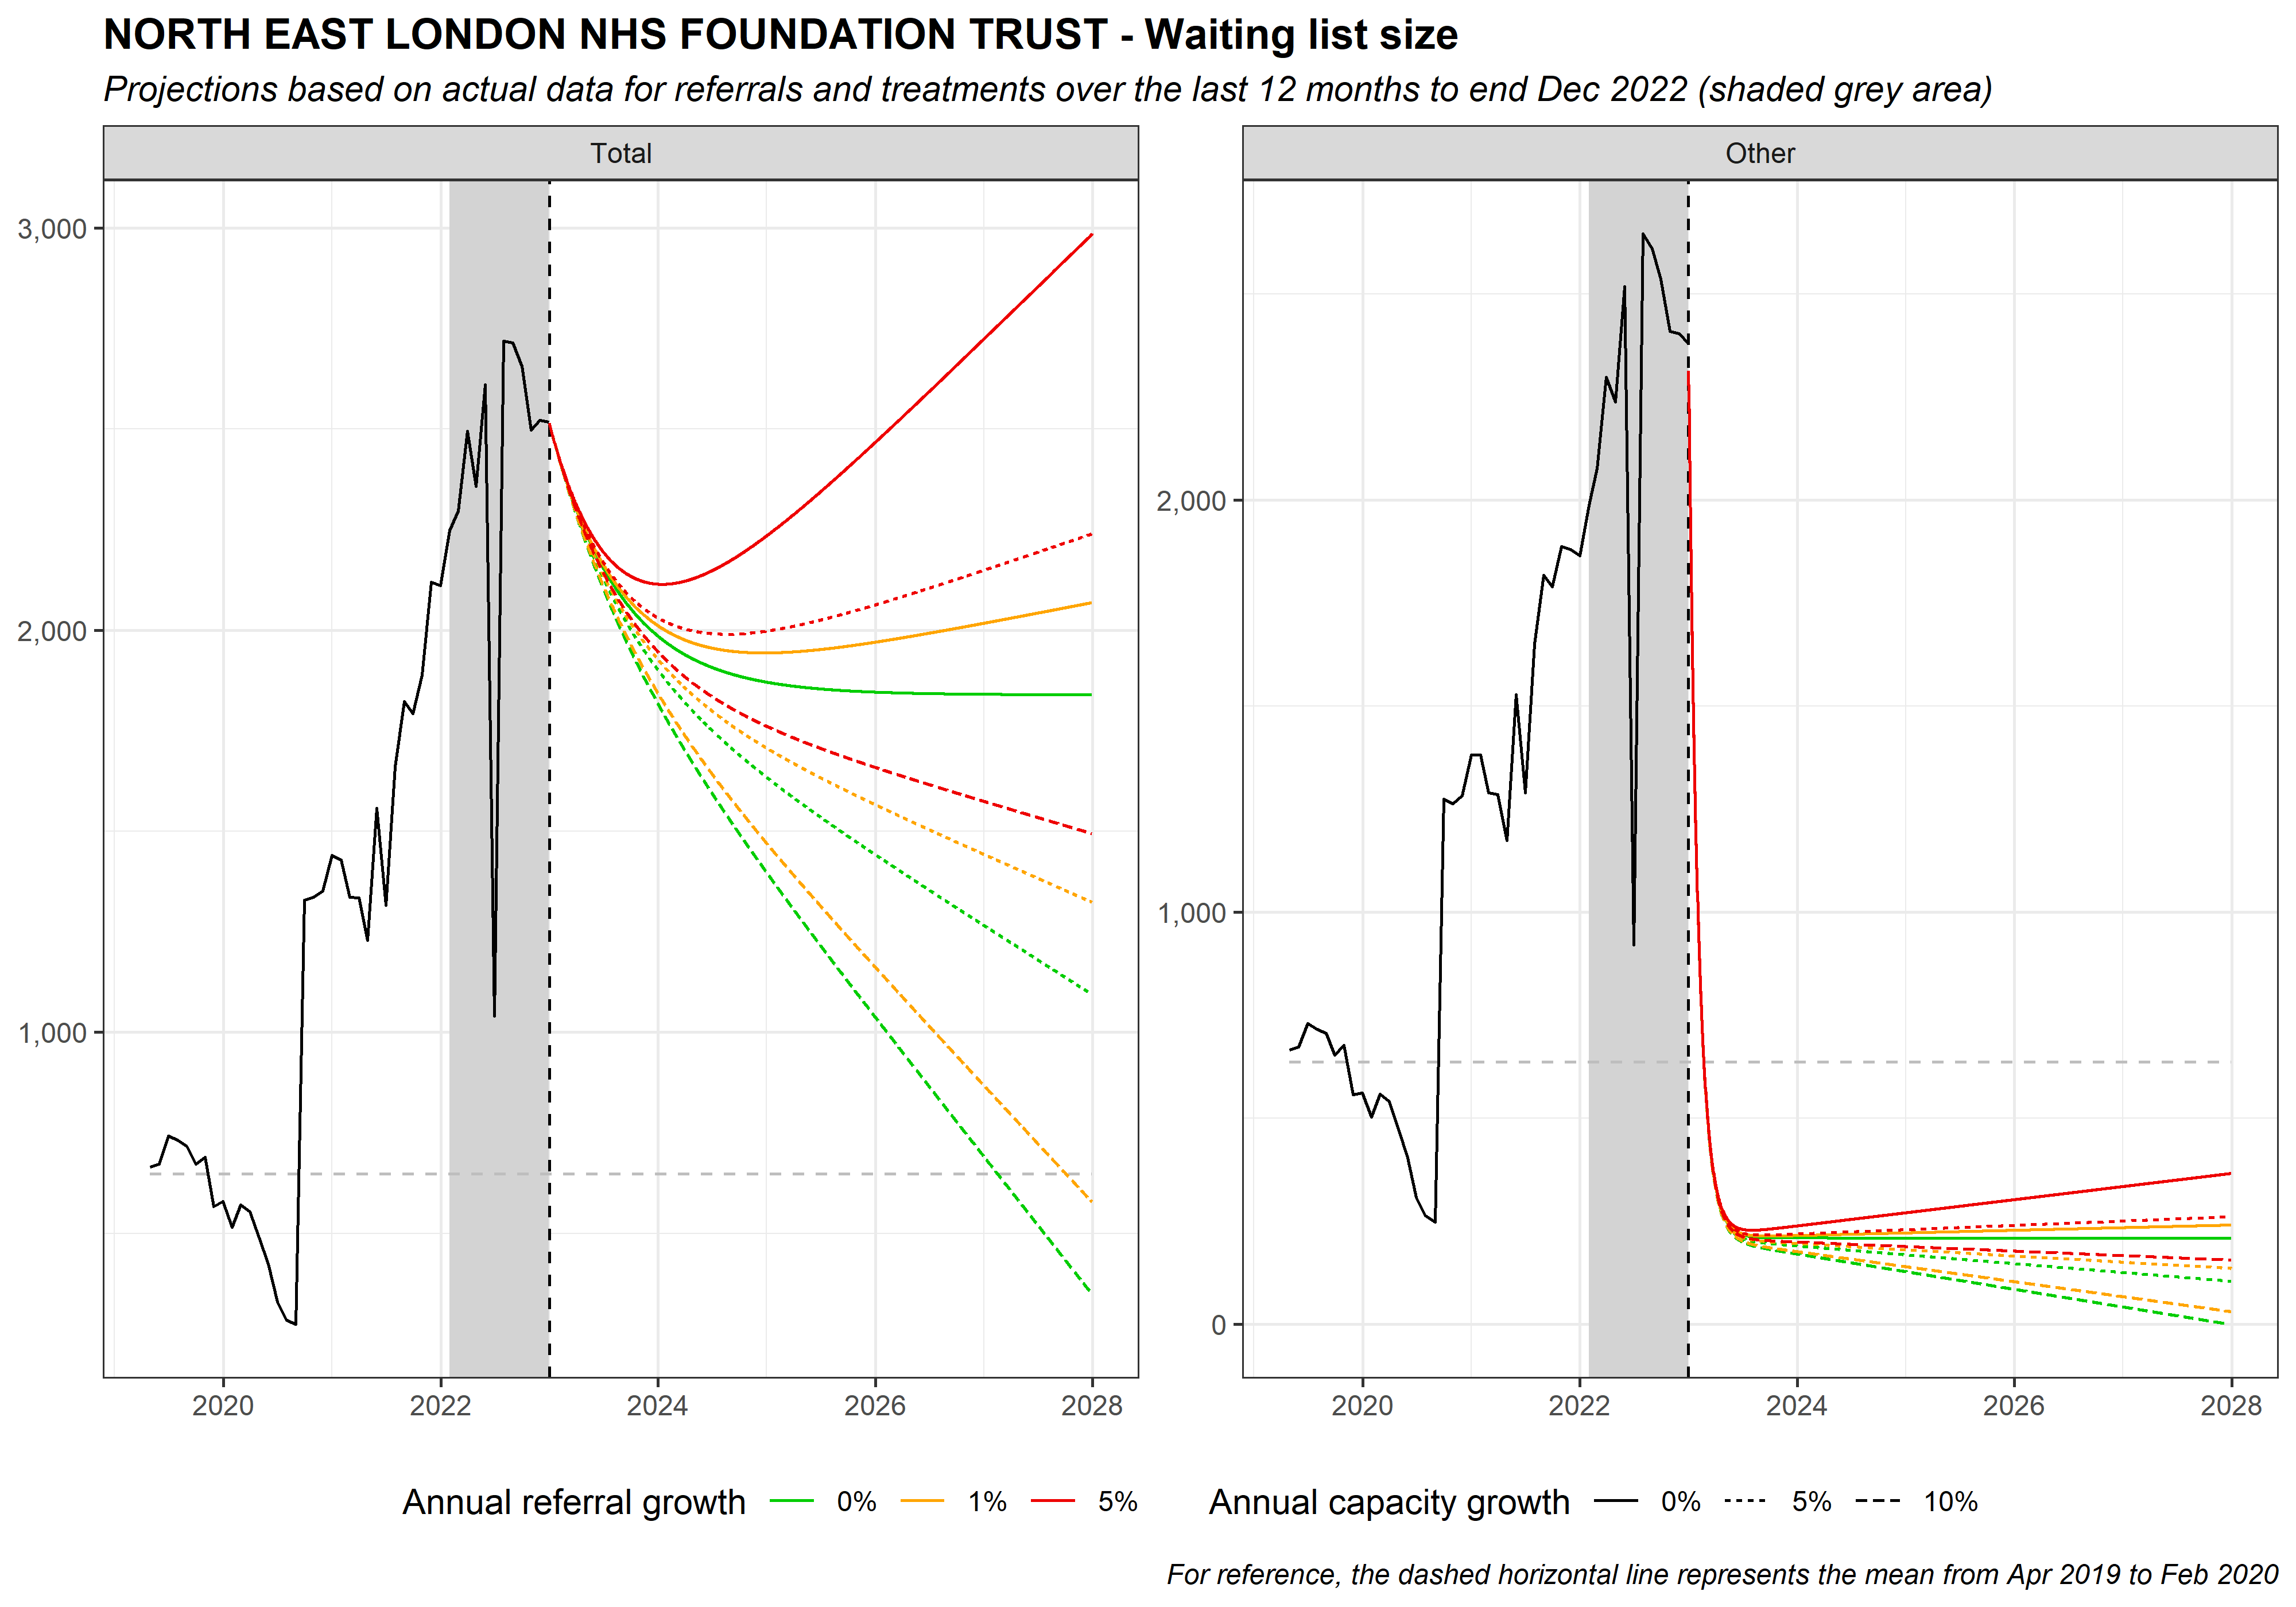 NORTH EAST LONDON NHS FOUNDATION TRUST - Waiting list size
Projections based on actual data for referrals and treatments over the last 12 months to end Dec 2022 (shaded grey area)
Total
3,000
2,000
1,000
2020 2022 2024 2026 2028
Other
2,000
1,000
0
2020 2022 2024 2026 2028
Annual referral growth 0% 1% 5%
Annual capacity growth 0% 5% 10%
For reference, the dashed horizontal line represents the mean from Apr 2019 to Feb 2020